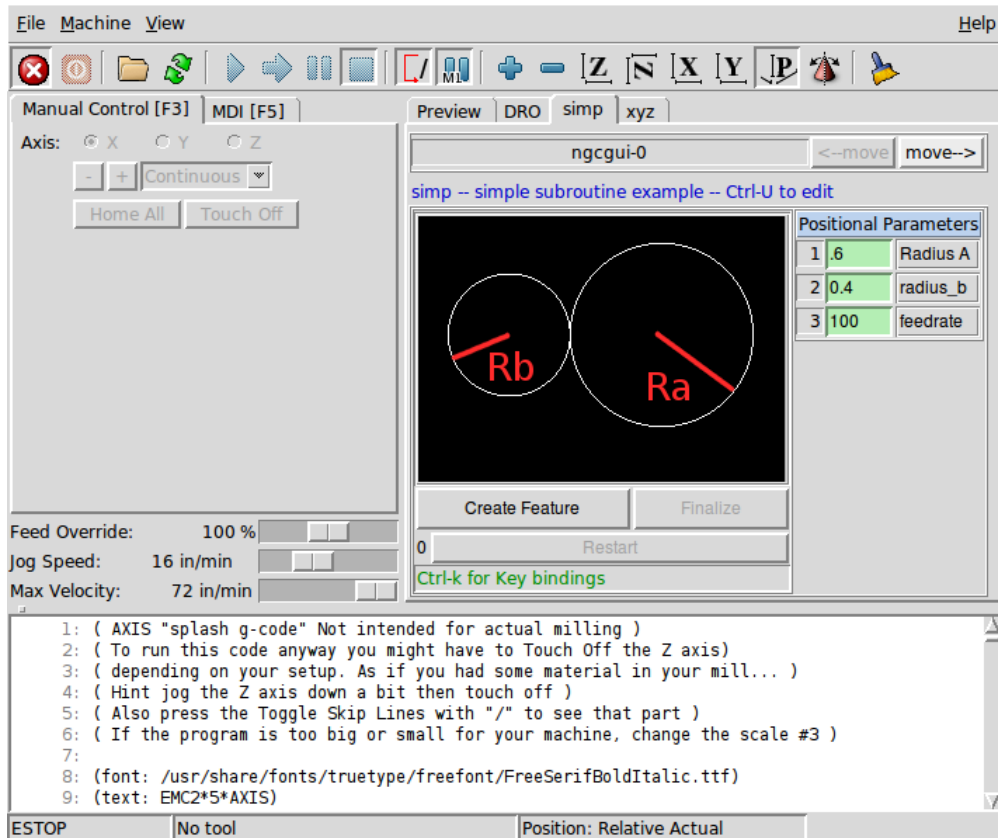 File Machine View Help
M1 Z N X Y P
Manual Control [F3] MDI [F5]
Axis: X Y Z
- + Continuous
Home All Touch Off
Feed Override: 100 %
Jog Speed: 16 in/min
Max Velocity: 72 in/min
Preview DRO simp xyz
ngcgui-0 <--move move-->
simp -- simple subroutine example -- Ctrl-U to edit
Rb
Ra
Positional Parameters
1 .6 Radius A
2 0.4 radius_b
3 100 feedrate
Create Feature Finalize
0 Restart
Ctrl-k for Key bindings
1: ( AXIS "splash g-code" Not intended for actual milling )
2: ( To run this code anyway you might have to Touch Off the Z axis)
3: ( depending on your setup. As if you had some material in your mill... )
4: ( Hint jog the Z axis down a bit then touch off )
5: ( Also press the Toggle Skip Lines with "/" to see that part )
6: ( If the program is too big or small for your machine, change the scale #3 )
7:
8: (font: /usr/share/fonts/truetype/freefont/FreeSerifBoldItalic.ttf)
9: (text: EMC2*5*AXIS)
ESTOP No tool Position: Relative Actual